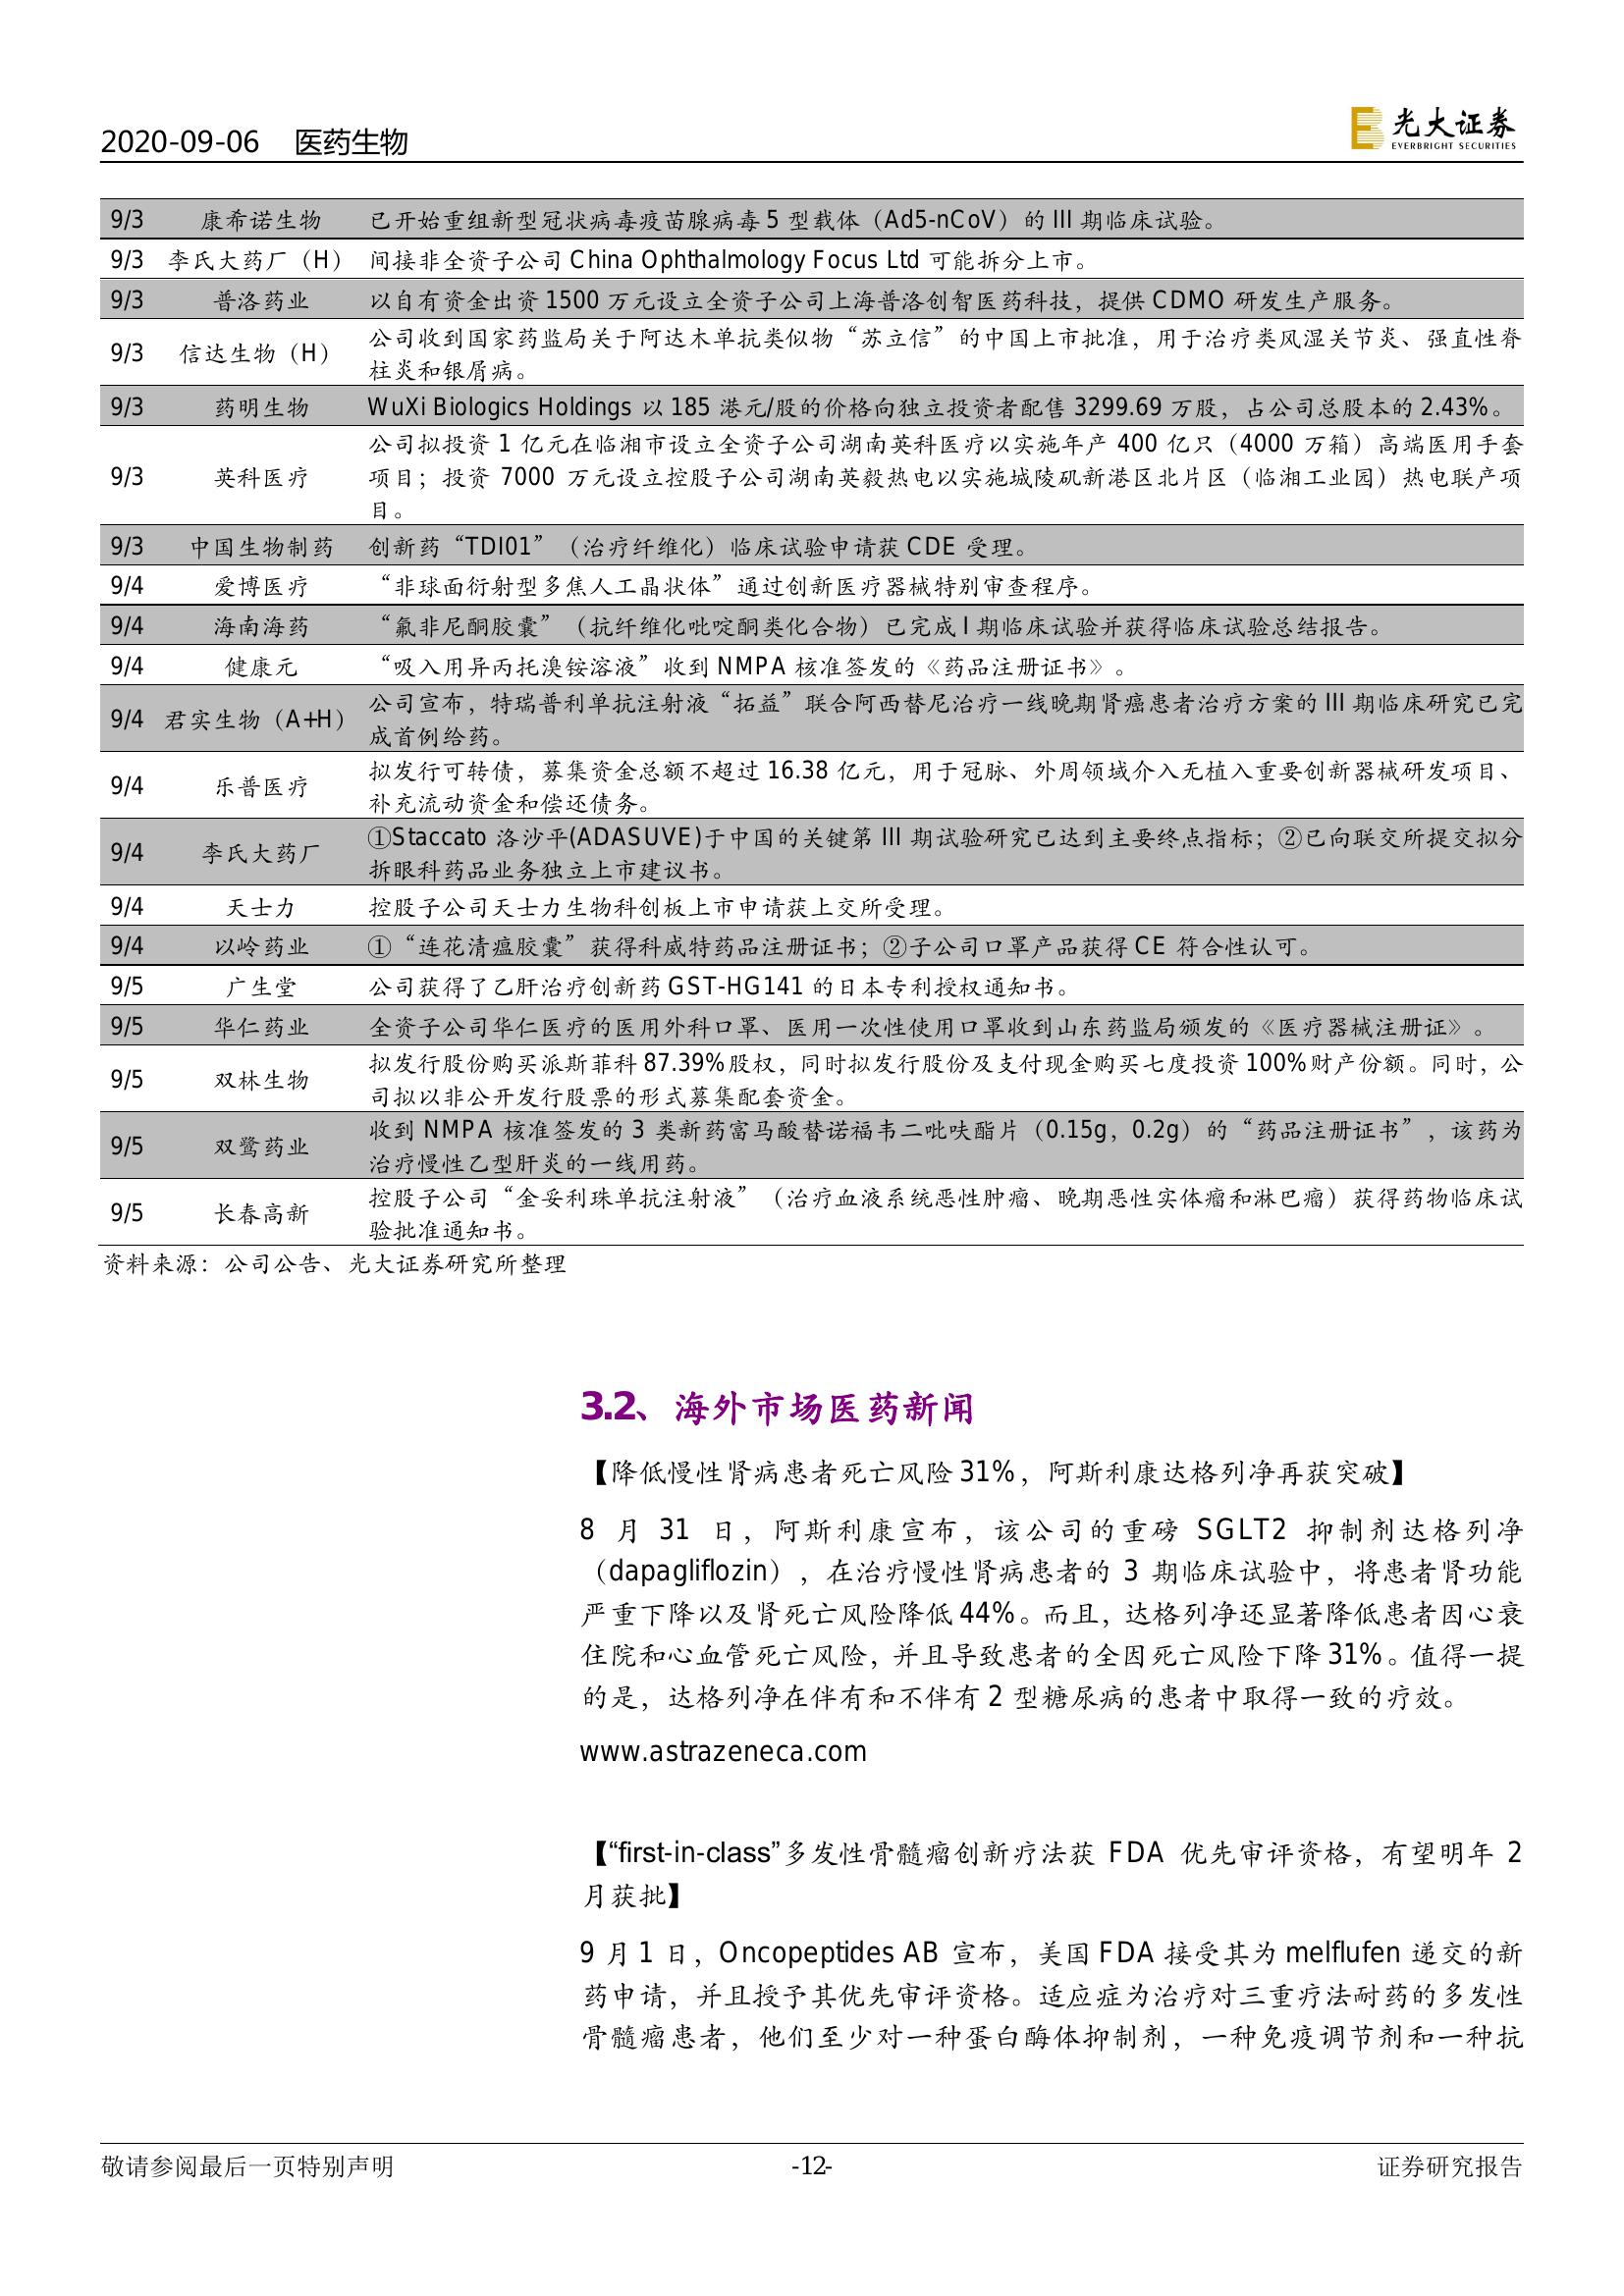 2020-09-06 医药生物
光大证券
EVERBRIGHT SECURITIES
9/3 康希诺生物 已开始重组新型冠状病毒疫苗腺病毒 5 型载体（Ad5-nCoV）的 III 期临床试验。
9/3 李氏大药厂（H） 间接非全资子公司 China Ophthalmology Focus Ltd 可能拆分上市。
9/3 普洛药业 以自有资金出资 1500 万元设立全资子公司上海普洛创智医药科技，提供 CDMO 研发生产服务。
9/3 信达生物（H） 公司收到国家药监局关于阿达木单抗类似物“苏立信”的中国上市批准，用于治疗类风湿关节炎、强直性脊
柱炎和银屑病。
9/3 药明生物 WuXi Biologics Holdings 以 185 港元/股的价格向独立投资者配售 3299.69 万股，占公司总股本的 2.43%。
9/3 英科医疗 公司拟投资 1 亿元在临湘市设立全资子公司湖南英科医疗以实施年产 400 亿只（4000 万箱）高端医用手套
项目；投资 7000 万元设立控股子公司湖南英毅热电以实施城陵矶新港区北片区（临湘工业园）热电联产项
目。
9/3 中国生物制药 创新药“TDI01”（治疗纤维化）临床试验申请获 CDE 受理。
9/4 爱博医疗 “非球面衍射型多焦人工晶状体”通过创新医疗器械特别审查程序。
9/4 海南海药 “氟非尼酮胶囊”（抗纤维化吡啶酮类化合物）已完成 I 期临床试验并获得临床试验总结报告。
9/4 健康元 “吸入用异丙托溴铵溶液”收到 NMPA 核准签发的《药品注册证书》。
9/4 君实生物（A+H） 公司宣布，特瑞普利单抗注射液“拓益”联合阿西替尼治疗一线晚期肾癌患者治疗方案的 III 期临床研究已完
成首例给药。
9/4 乐普医疗 拟发行可转债，募集资金总额不超过 16.38 亿元，用于冠脉、外周领域介入无植入重要创新器械研发项目、
补充流动资金和偿还债务。
9/4 李氏大药厂 ①Staccato 洛沙平(ADASUVE)于中国的关键第 III 期试验研究已达到主要终点指标；②已向联交所提交拟分
拆眼科药品业务独立上市建议书。
9/4 天士力 控股子公司天士力生物科创板上市申请获上交所受理。
9/4 以岭药业 ①“连花清瘟胶囊”获得科威特药品注册证书；②子公司口罩产品获得 CE 符合性认可。
9/5 广生堂 公司获得了乙肝治疗创新药 GST-HG141 的日本专利授权通知书。
9/5 华仁药业 全资子公司华仁医疗的医用外科口罩、医用一次性使用口罩收到山东药监局颁发的《医疗器械注册证》。
9/5 双林生物 拟发行股份购买派斯菲科 87.39%股权，同时拟发行股份及支付现金购买七度投资 100%财产份额。同时，公
司拟以非公开发行股票的形式募集配套资金。
9/5 双鹭药业 收到 NMPA 核准签发的 3 类新药富马酸替诺福韦二吡呋酯片（0.15g，0.2g）的“药品注册证书”，该药为
治疗慢性乙型肝炎的一线用药。
9/5 长春高新 控股子公司“金妥利珠单抗注射液”（治疗血液系统恶性肿瘤、晚期恶性实体瘤和淋巴瘤）获得药物临床试
验批准通知书。
资料来源：公司公告、光大证券研究所整理
3.2、海外市场医药新闻
【降低慢性肾病患者死亡风险 31%，阿斯利康达格列净再获突破】
8 月 31 日，阿斯利康宣布，该公司的重磅 SGLT2 抑制剂达格列净
（dapagliflozin），在治疗慢性肾病患者的 3 期临床试验中，将患者肾功能
严重下降以及肾死亡风险降低 44%。而且，达格列净还显著降低患者因心衰
住院和心血管死亡风险，并且导致患者的全因死亡风险下降 31%。值得一提
的是，达格列净在伴有和不伴有 2 型糖尿病的患者中取得一致的疗效。
www.astrazeneca.com
【“first-in-class”多发性骨髓瘤创新疗法获 FDA 优先审评资格，有望明年 2
月获批】
9 月 1 日，Oncopeptides AB 宣布，美国 FDA 接受其为 melflufen 递交的新
药申请，并且授予其优先审评资格。适应症为治疗对三重疗法耐药的多发性
骨髓瘤患者，他们至少对一种蛋白酶体抑制剂，一种免疫调节剂和一种抗
敬请参阅最后一页特别声明 -12- 证券研究报告